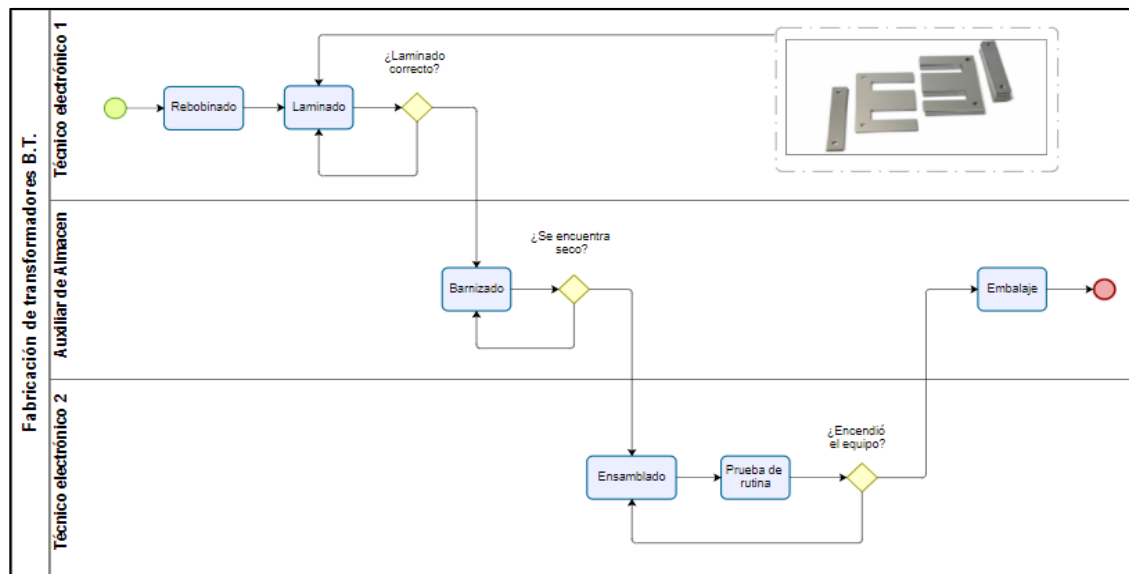 Fabricación de transformadores B.T.
Técnico electrónico 1
¿Laminado
correcto?
Rebobinado
Laminado
Auxiliar de Almacen
¿Se encuentra
seco?
Barnizado
Embalaje
Técnico electrónico 2
¿Encendió
el equipo?
Ensamblado
Prueba de
rutina